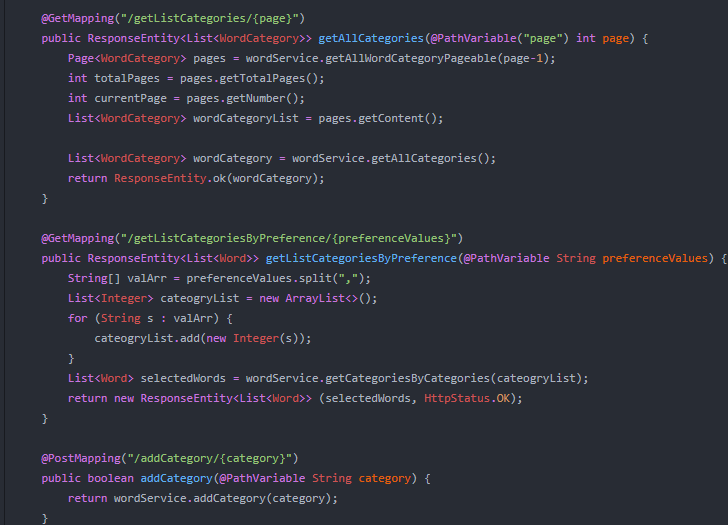 @GetMapping("/getListCategories/{page}")
public ResponseEntity<List<WordCategory>> getAllCategories(@PathVariable("page") int page) {
Page<WordCategory> pages = wordService.getAllWordCategoryPageable(page-1);
int totalPages = pages.getTotalPages();
int currentPage = pages.getNumber();
List<WordCategory> wordCategoryList = pages.getContent();
List<WordCategory> wordCategory = wordService.getAllCategories();
return ResponseEntity.ok(wordCategory);
}
@GetMapping("/getListCategoriesByPreference/{preferenceValues}")
public ResponseEntity<List<Word>> getListCategoriesByPreference(@PathVariable String preferenceValues) {
String[] valArr = preferenceValues.split(",");
List<Integer> cateogryList = new ArrayList<>();
for (String s : valArr) {
cateogryList.add(new Integer(s));
}
List<Word> selectedWords = wordService.getCategoriesByCategories(cateogryList);
return new ResponseEntity<List<Word>> (selectedWords, HttpStatus.OK);
}
@PostMapping("/addCategory/{category}")
public boolean addCategory(@PathVariable String category) {
return wordService.addCategory(category);
}